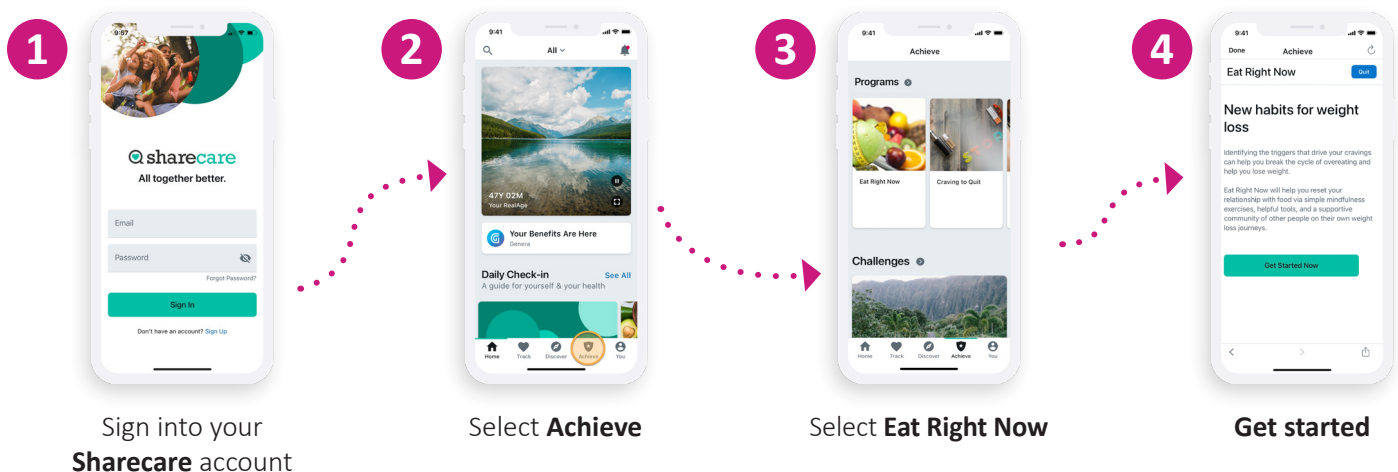 1
9:57
sharecare
All together better.
Email
Password
Forgot Password?
Sign In
Don't have an account? Sign Up
Sign into your
Sharecare account
2
9:41
All
47Y 02M
Your RealAge
Your Benefits Are Here
Genera
Daily Check-in See All
A guide for yourself & your health
Home Track Discover Achieve You
Select Achieve
3
9:41
Achieve
Programs
Eat Right Now Craving to Quit
Challenges
Home Track Discover Achieve You
Select Eat Right Now
4
9:41
Done Achieve
Eat Right Now Quit
New habits for weight
loss
Identifying the triggers that drive your cravings
can help you break the cycle of overeating and
help you lose weight.
Eat Right Now will help you reset your
relationship with food via simple mindfulness
exercises, helpful tools, and a supportive
community of other people on their own weight
loss journeys.
Get Started Now
Get started